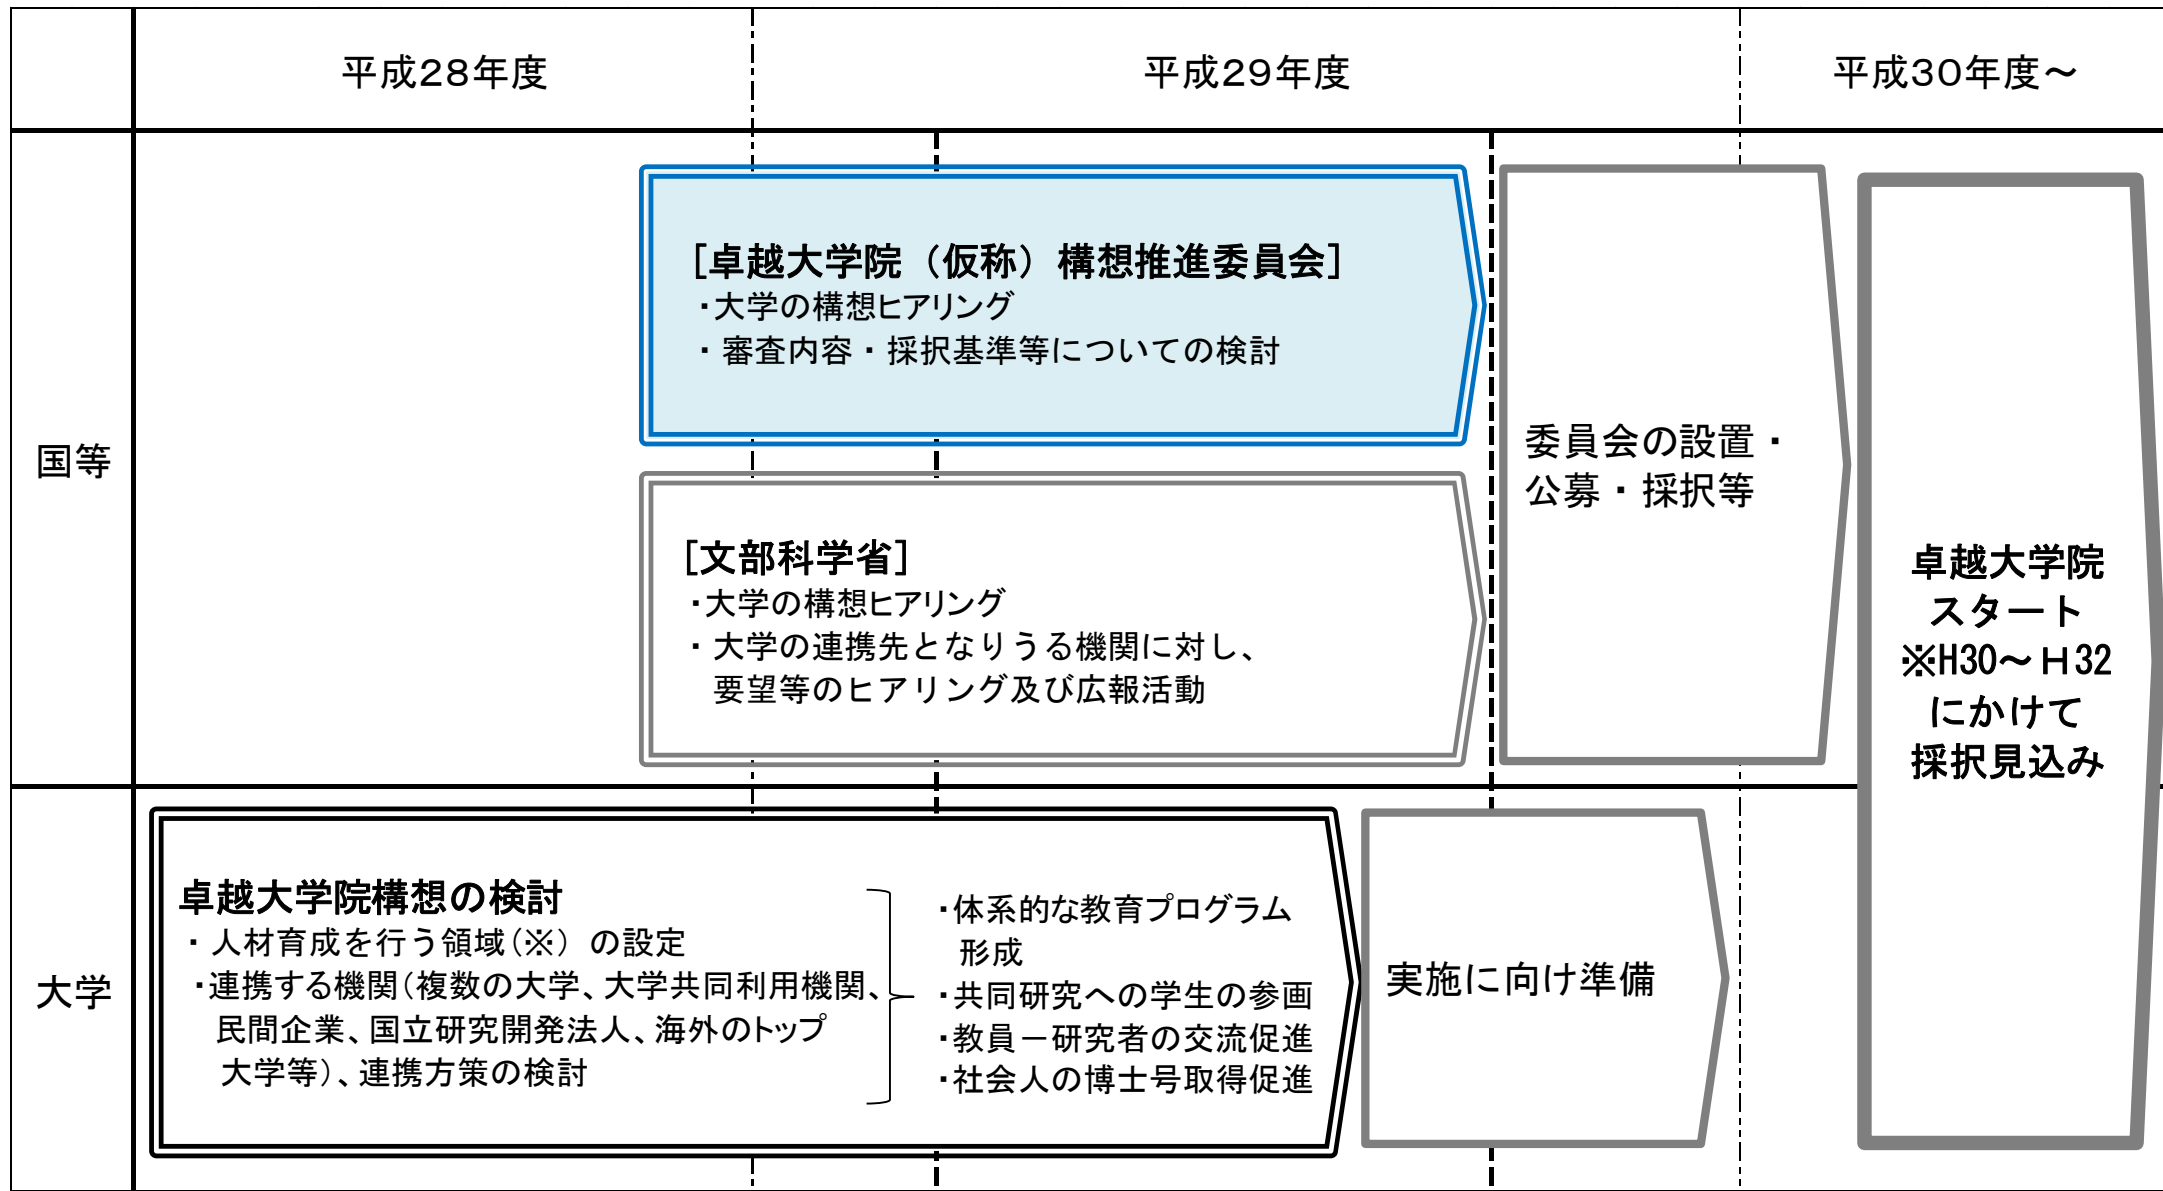 平成28年度
平成29年度
平成30年度～
国等
[卓越大学院（仮称）構想推進委員会]
・大学の構想ヒアリング
・審査内容・採択基準等についての検討
[文部科学省]
・大学の構想ヒアリング
・大学の連携先となりうる機関に対し、
要望等のヒアリング及び広報活動
委員会の設置・
公募・採択等
卓越大学院
スタート
※H30～Ｈ32
にかけて
採択見込み
大学
卓越大学院構想の検討
・人材育成を行う領域（※）の設定
・連携する機関（複数の大学、大学共同利用機関、
民間企業、国立研究開発法人、海外のトップ
大学等）、連携方策の検討
・体系的な教育プログラム
形成
・共同研究への学生の参画
・教員－研究者の交流促進
・社会人の博士号取得促進
実施に向け準備